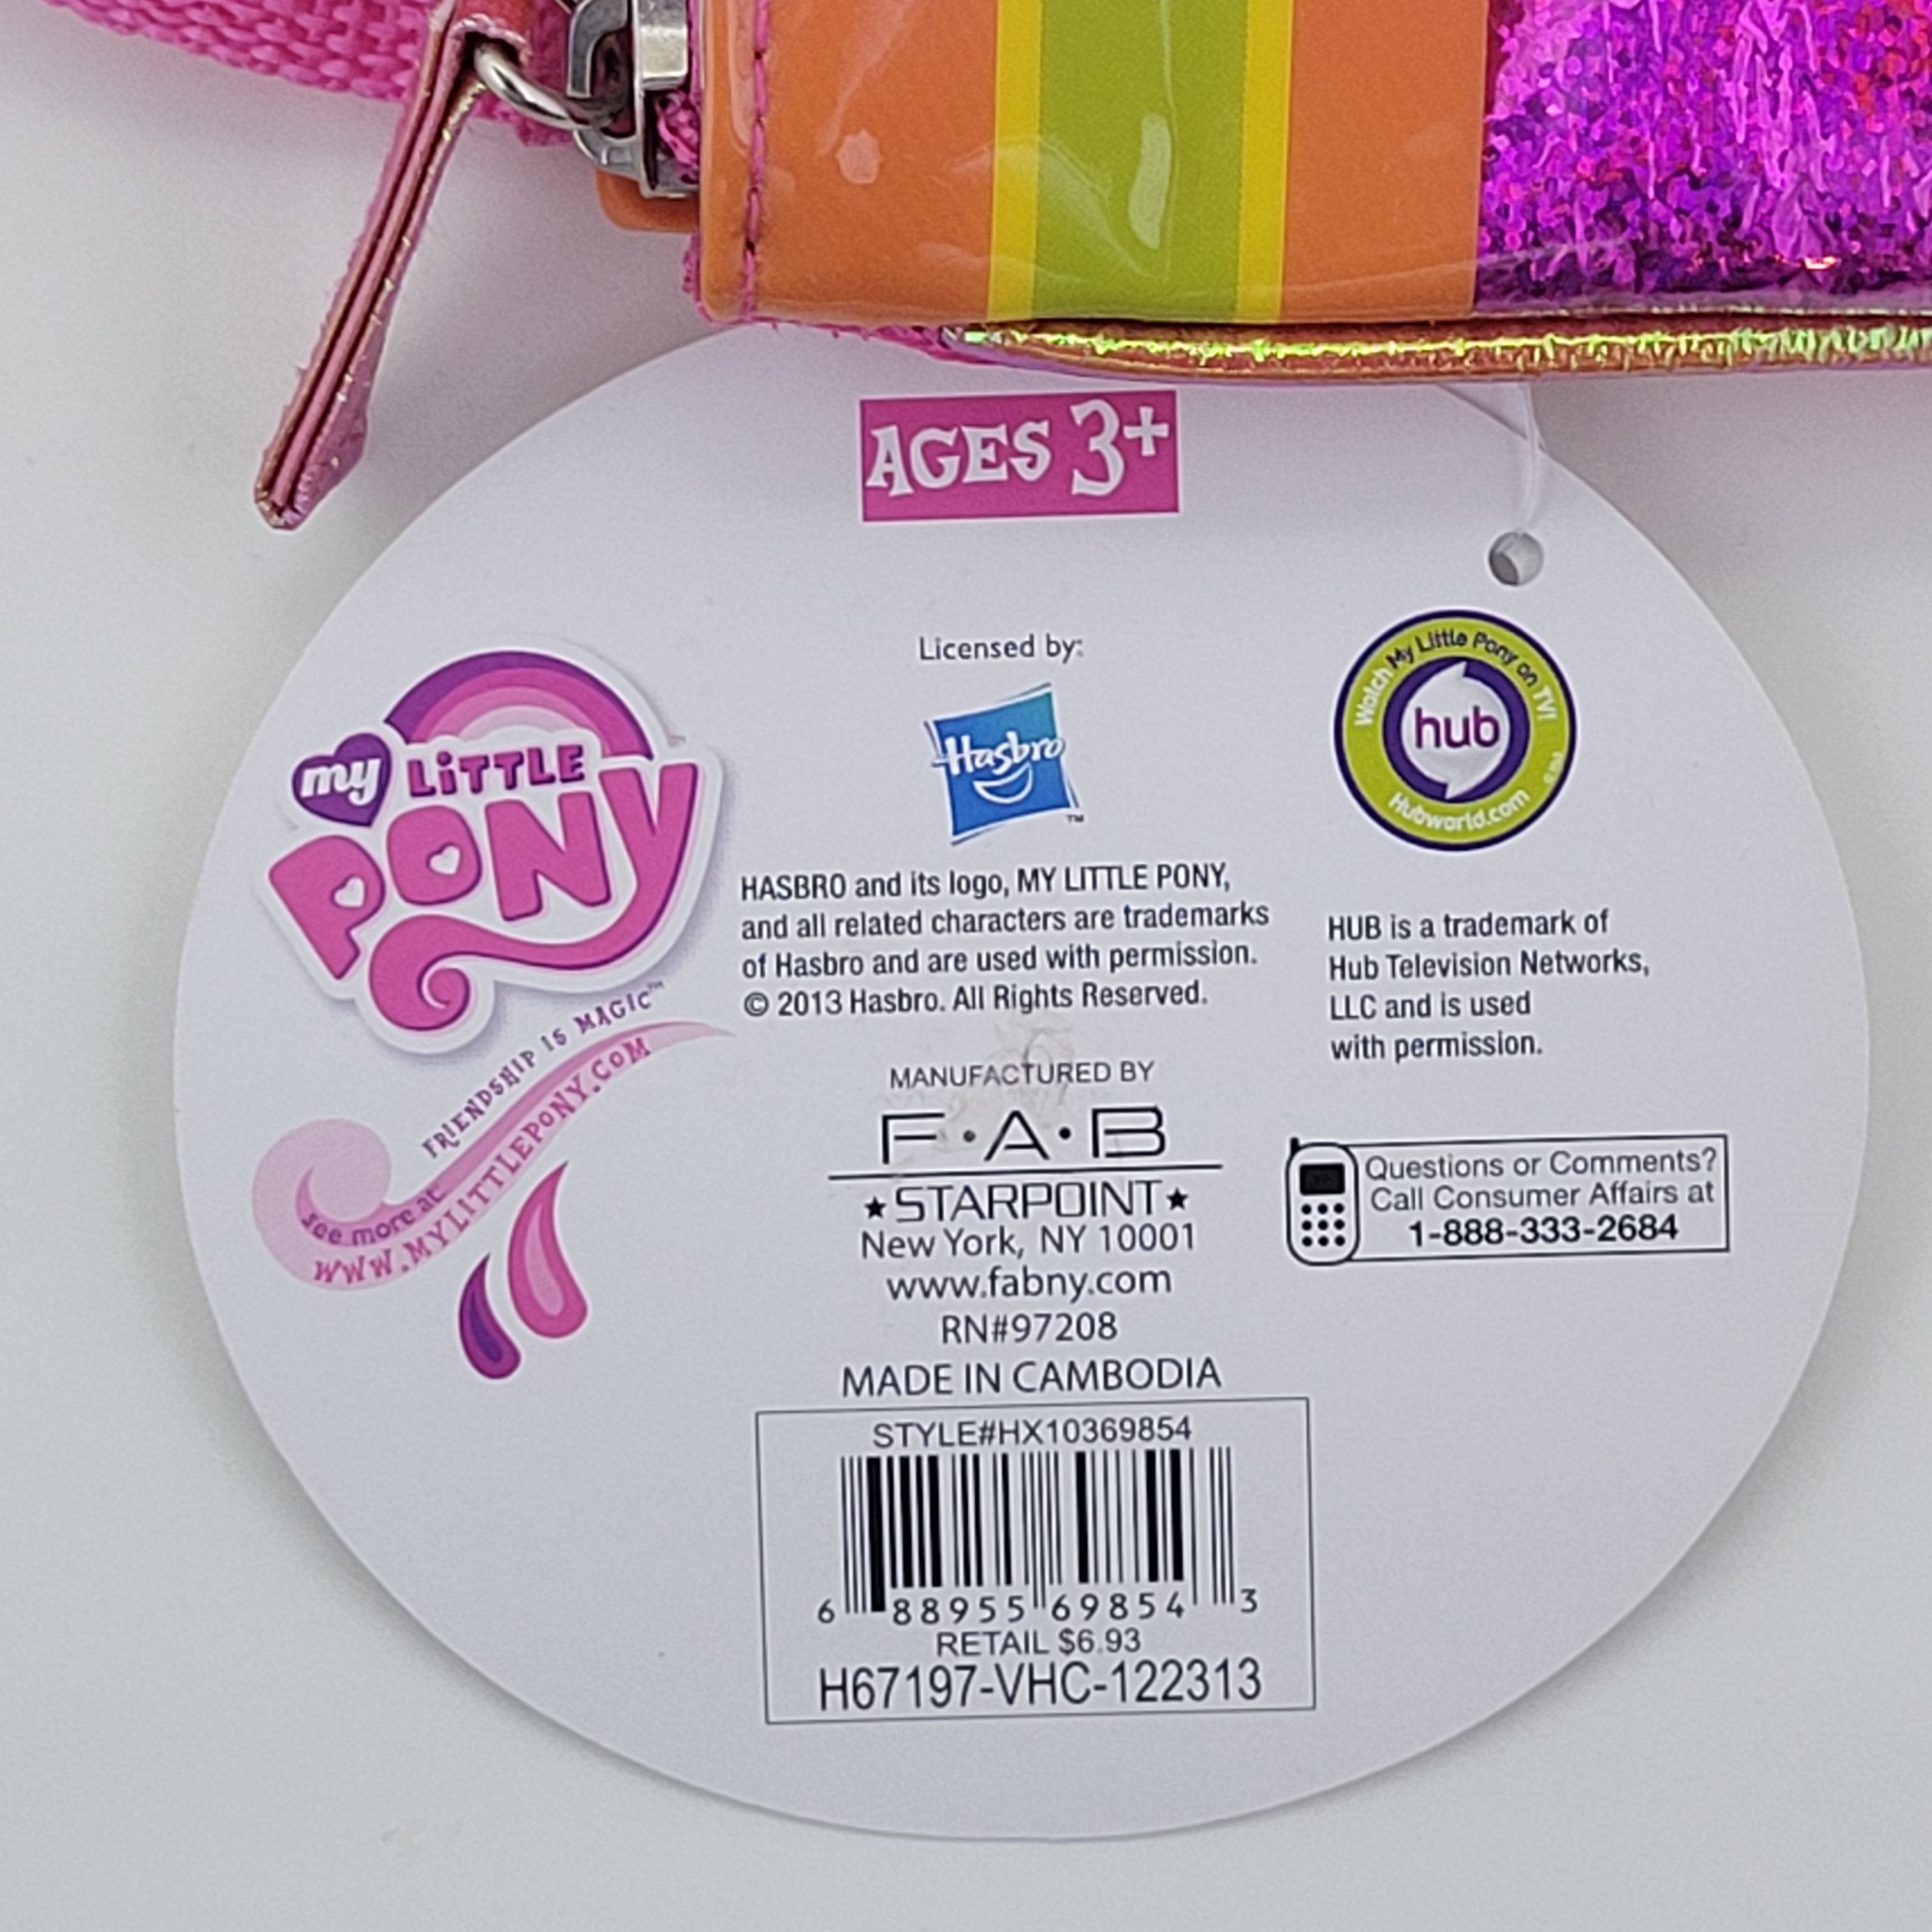 AGES 3+
my LiTTLE
PONY
FRIENDSHIP IS MAGIC™
see more at
WWW.MYLITTLEPONY.COM
Licensed by:
Hasbro
™
HASBRO and its logo, MY LITTLE PONY,
and all related characters are trademarks
of Hasbro and are used with permission.
© 2013 Hasbro. All Rights Reserved.
Watch My Little Pony on TV!
hub
Hubworld.com
HUB is a trademark of
Hub Television Networks,
LLC and is used
with permission.
MANUFACTURED BY
F•A•B
★STARPOINT★
New York, NY 10001
www.fabny.com
RN#97208
MADE IN CAMBODIA
Questions or Comments?
Call Consumer Affairs at
1-888-333-2684
STYLE#HX10369854
6 88955 69854 3
RETAIL $6.93
H67197-VHC-122313